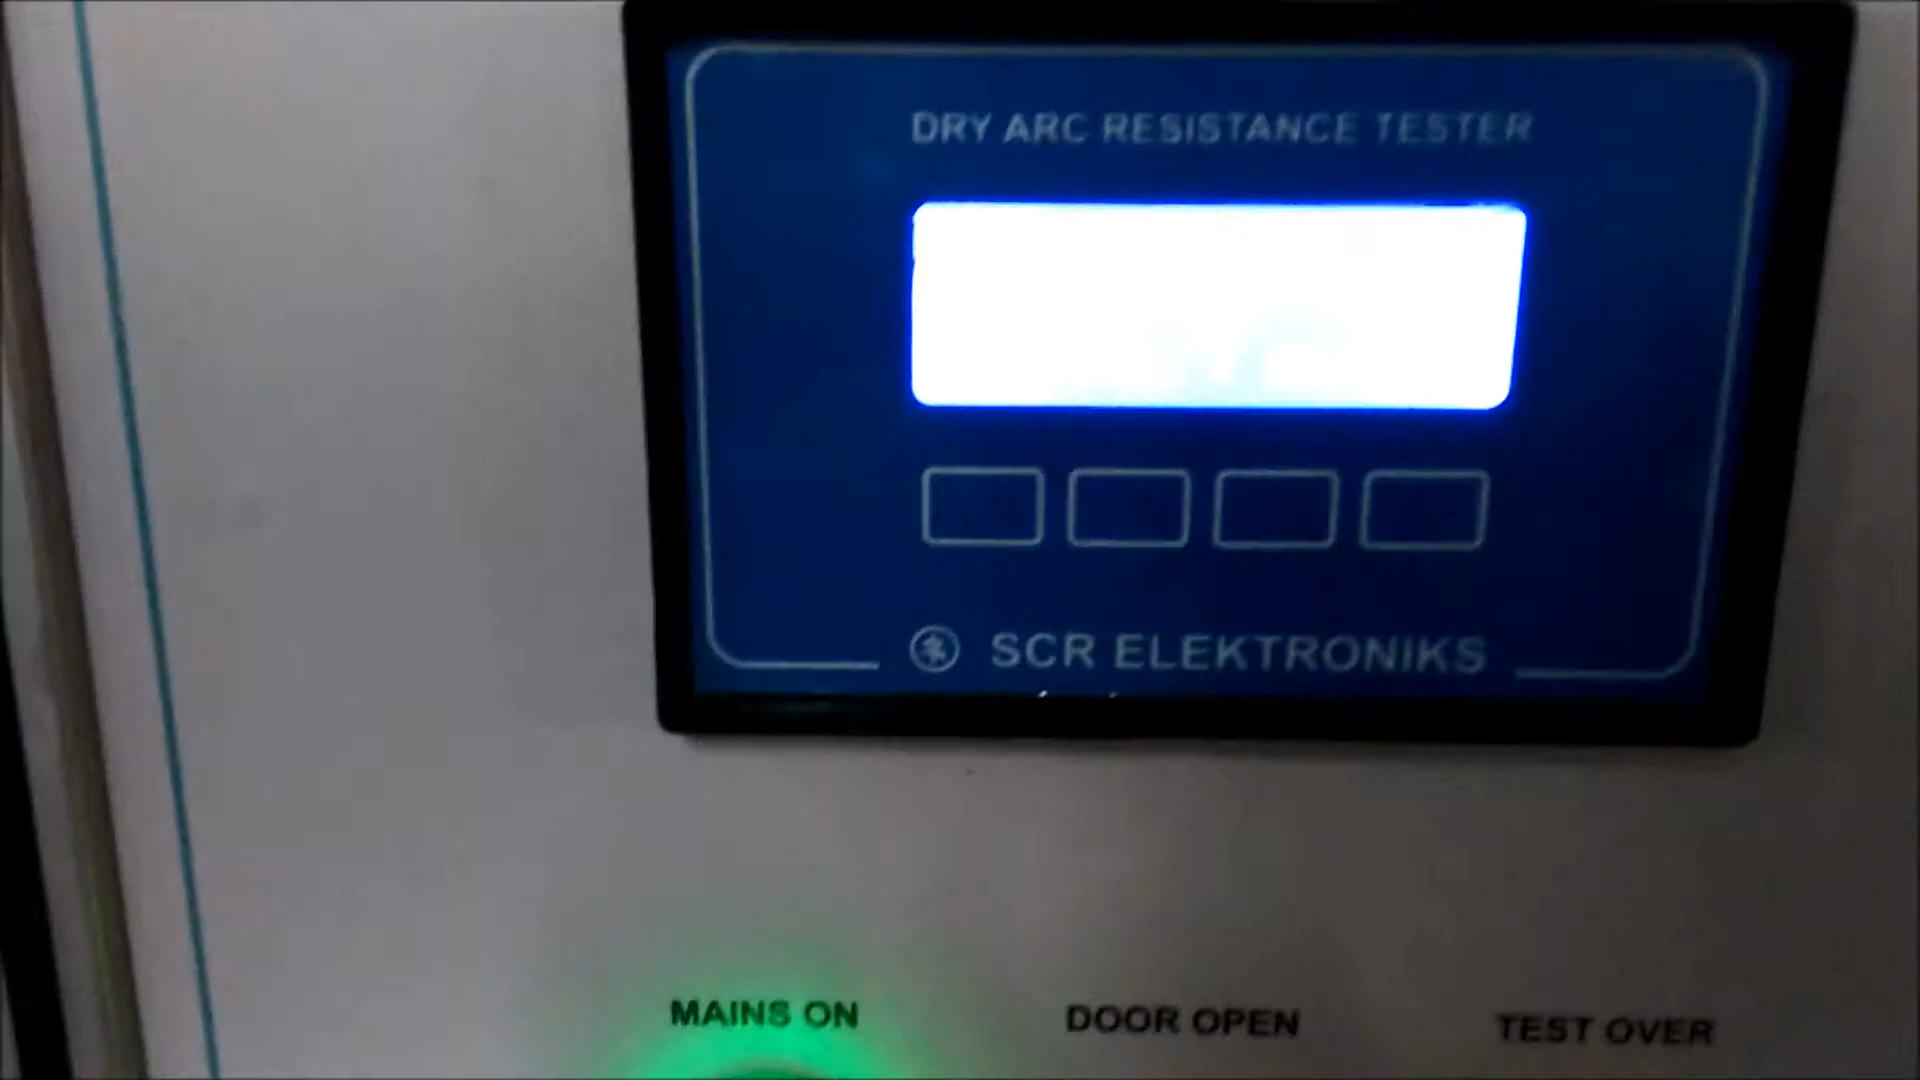 DRY ARC RESISTANCE TESTER
SCR ELEKTRONIKS
MAINS ON
DOOR OPEN
TEST OVER